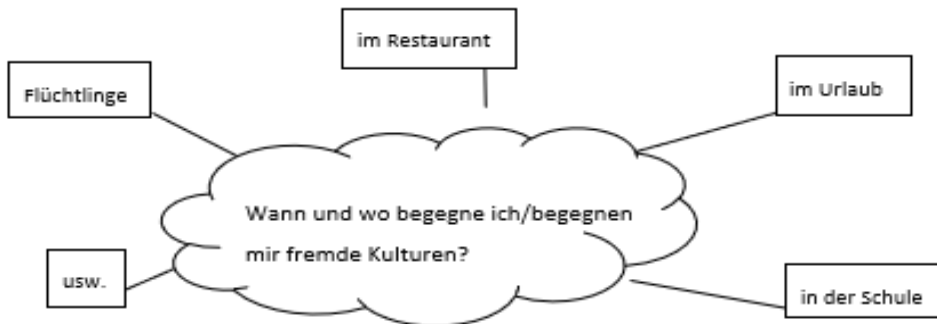 im Restaurant
Flüchtlinge
im Urlaub
Wann und wo begegne ich/begegnen
mir fremde Kulturen?
usw.
in der Schule